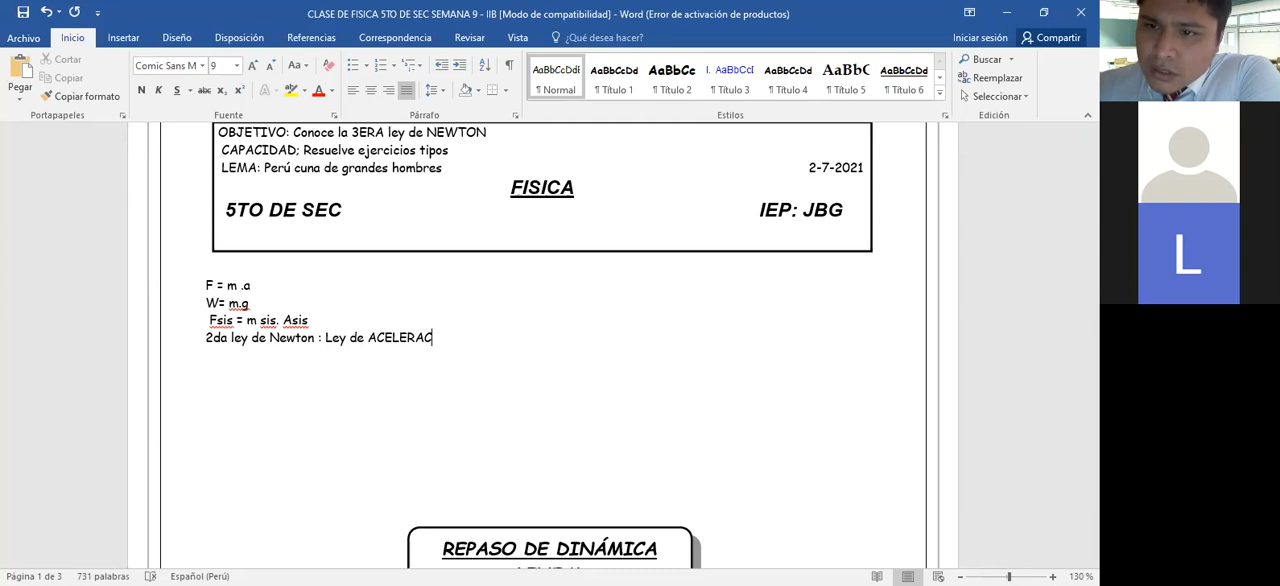 CLASE DE FISICA 5TO DE SEC SEMANA 9 - IIB [Modo de compatibilidad] - Word (Error de activación de productos)
Archivo Inicio Insertar Diseño Disposición Referencias Correspondencia Revisar Vista ¿Qué desea hacer? Iniciar sesión Compartir
Pegar
Cortar
Copiar
Copiar formato
Portapapeles
Comic Sans M 9
Aa
N K S abc x₂ x² A ab A
Fuente
Párrafo
AaBbCcDdE AaBbCcDd AaBbCc I. AaBbCcI AaBbCcDd AaBbC AaBbCcDd
¶ Normal ¶ Título 1 ¶ Título 2 ¶ Título 3 ¶ Título 4 ¶ Título 5 ¶ Título 6
Estilos
Buscar
Reemplazar
Seleccionar
Edición
OBJETIVO: Conoce la 3ERA ley de NEWTON
CAPACIDAD; Resuelve ejercicios tipos
LEMA: Perú cuna de grandes hombres 2-7-2021
FISICA
5TO DE SEC IEP: JBG
F = m .a
W= m.g
Fsis = m sis. Asis
2da ley de Newton : Ley de ACELERAC
REPASO DE DINÁMICA
L
Página 1 de 3 731 palabras Español (Perú) 130 %